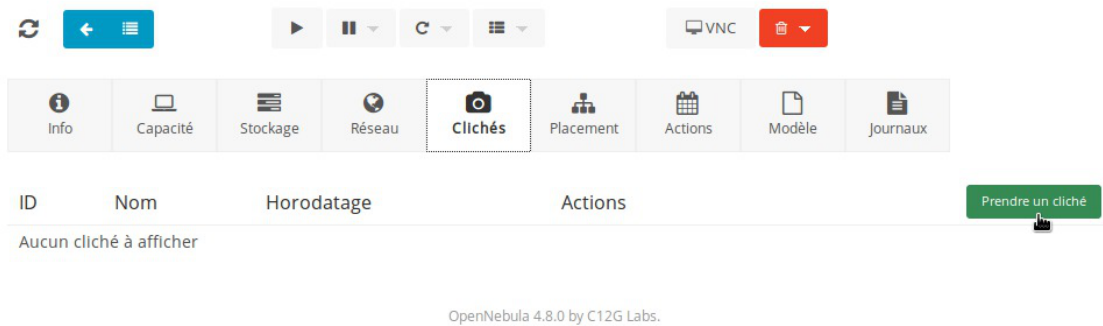 VNC
Info Capacité Stockage Réseau Clichés Placement Actions Modèle Journaux
ID Nom Horodatage Actions Prendre un cliché
Aucun cliché à afficher
OpenNebula 4.8.0 by C12G Labs.